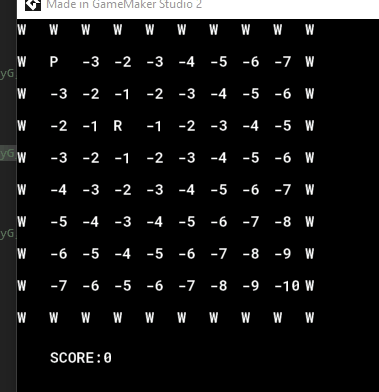 Made in GameMaker Studio 2
W W W W W W W W W W
W P -3 -2 -3 -4 -5 -6 -7 W
W -3 -2 -1 -2 -3 -4 -5 -6 W
W -2 -1 R -1 -2 -3 -4 -5 W
W -3 -2 -1 -2 -3 -4 -5 -6 W
W -4 -3 -2 -3 -4 -5 -6 -7 W
W -5 -4 -3 -4 -5 -6 -7 -8 W
W -6 -5 -4 -5 -6 -7 -8 -9 W
W -7 -6 -5 -6 -7 -8 -9 -10 W
W W W W W W W W W W
SCORE:0
yG
yG
yG